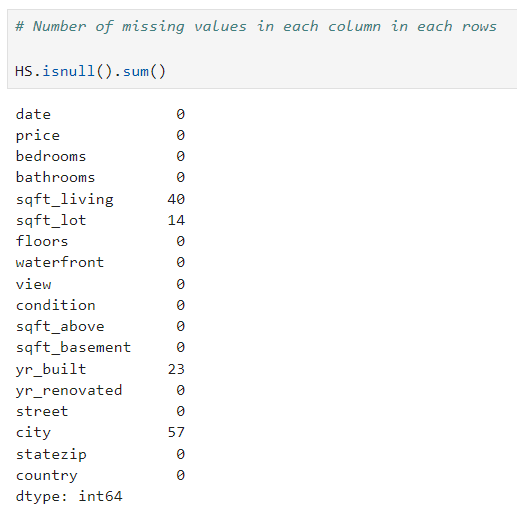 # Number of missing values in each column in each rows
HS.isnull().sum()
date 0
price 0
bedrooms 0
bathrooms 0
sqft_living 40
sqft_lot 14
floors 0
waterfront 0
view 0
condition 0
sqft_above 0
sqft_basement 0
yr_built 23
yr_renovated 0
street 0
city 57
statezip 0
country 0
dtype: int64